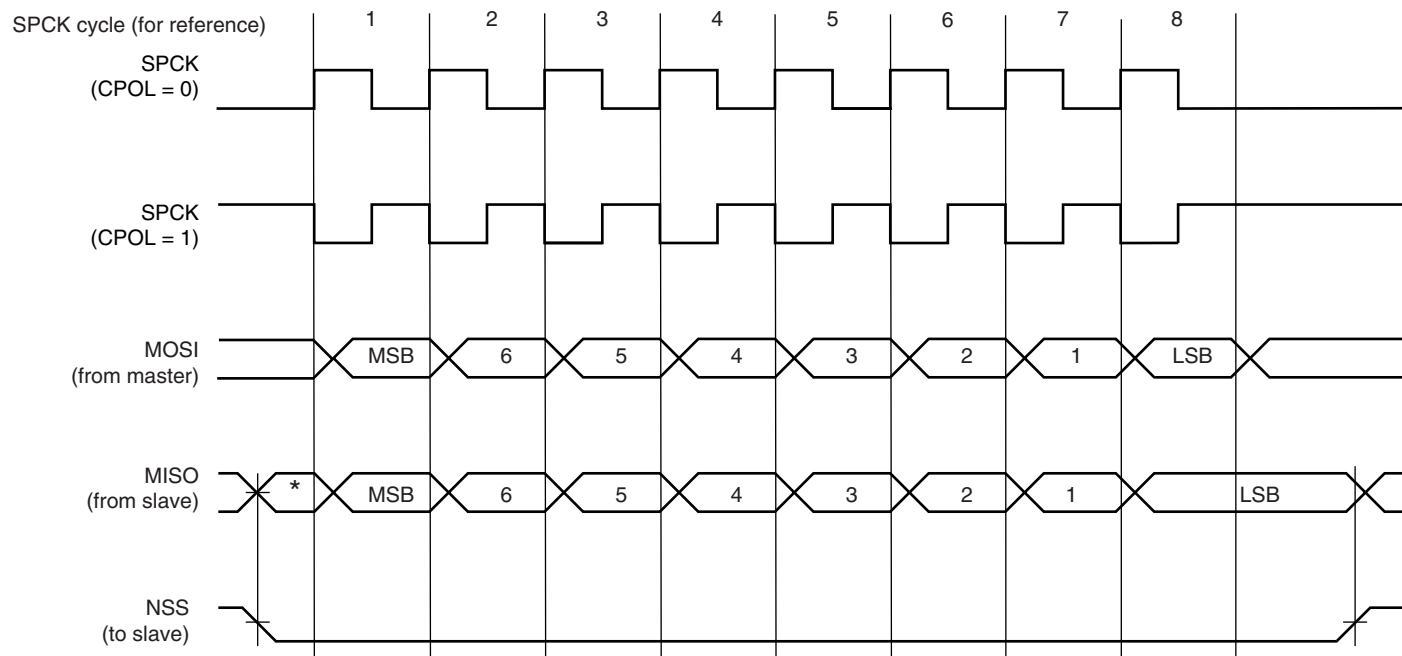 SPCK cycle (for reference)
1 2 3 4 5 6 7 8
SPCK
(CPOL = 0)
SPCK
(CPOL = 1)
MOSI
(from master)
MSB 6 5 4 3 2 1 LSB
MISO
(from slave)
* MSB 6 5 4 3 2 1 LSB
NSS
(to slave)